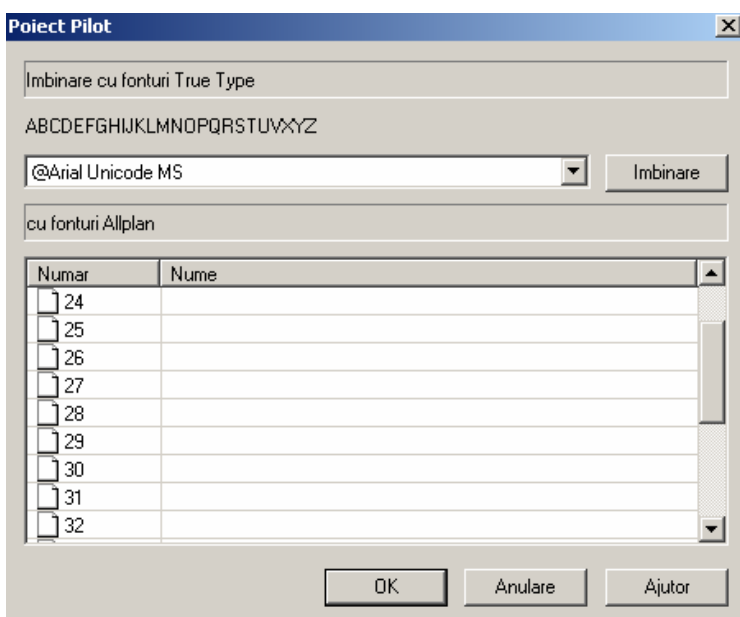 Poiect Pilot
Imbinare cu fonturi True Type
ABCDEFGHIJKLMNOPQRSTUVXYZ
@Arial Unicode MS Imbinare
cu fonturi Allplan
Numar Nume
24
25
26
27
28
29
30
31
32
OK Anulare Ajutor